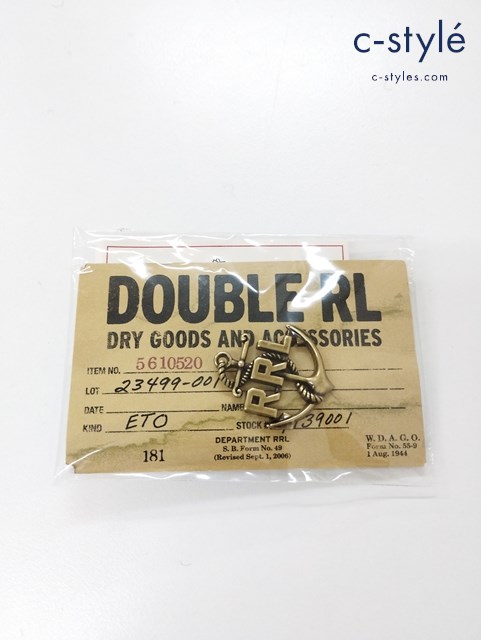 c-stylé
c-styles.com
DOUBLE RL
DRY GOODS AND ACCESSORIES
ITEM NO. 5610520
LOT 23499-001
DATE NAME
KIND ETO STOCK 39001
181
DEPARTMENT RRL
S. B. Form No. 49
(Revised Sept. 1, 2006)
W. D. A. G. O.
Form No. 55-9
1 Aug. 1944
RRL